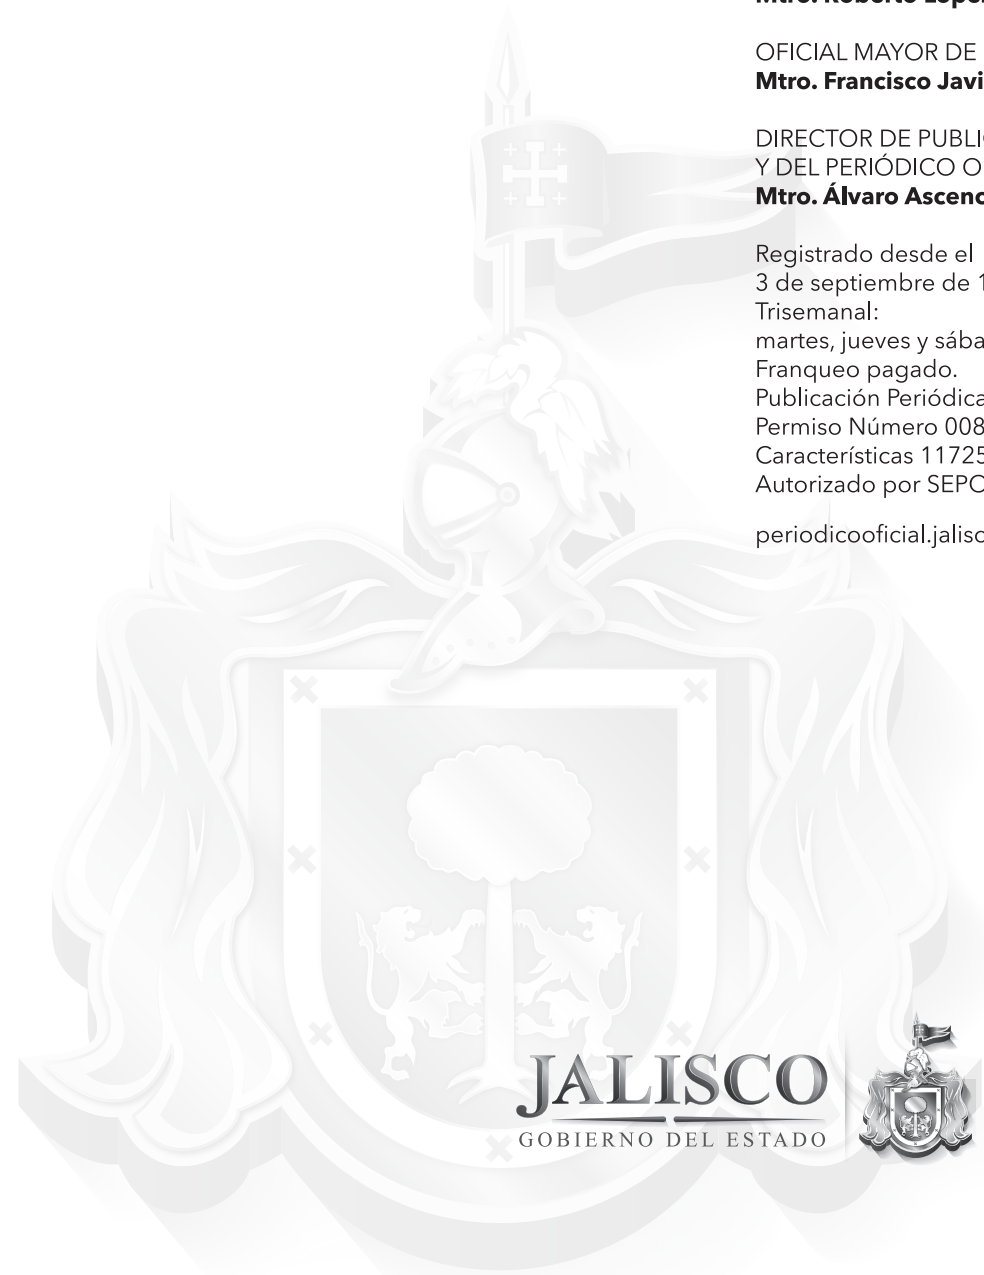 OFICIAL MAYOR DE
Mtro. Francisco Javi
DIRECTOR DE PUBLI
Y DEL PERIÓDICO O
Mtro. Álvaro Ascenc
Registrado desde el
3 de septiembre de 1
Trisemanal:
martes, jueves y sába
Franqueo pagado.
Publicación Periódica
Permiso Número 008
Características 11725
Autorizado por SEPO
periodicooficial.jalisc
JALISCO
GOBIERNO DEL ESTADO